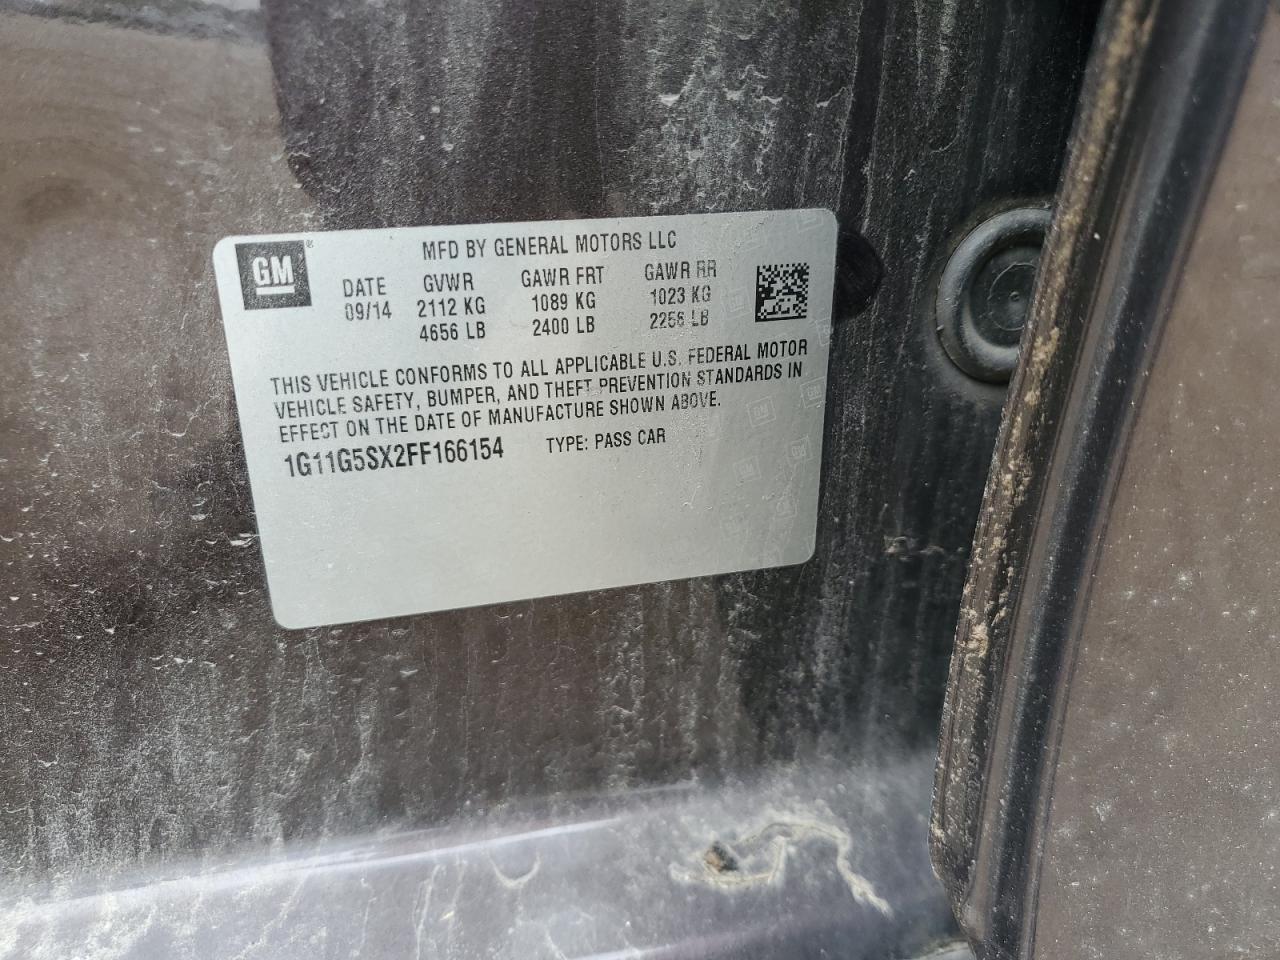 GM®
MFD BY GENERAL MOTORS LLC
DATE GVWR GAWR FRT GAWR RR
09/14 2112 KG 1089 KG 1023 KG
4656 LB 2400 LB 2256 LB
THIS VEHICLE CONFORMS TO ALL APPLICABLE U.S. FEDERAL MOTOR
VEHICLE SAFETY, BUMPER, AND THEFT PREVENTION STANDARDS IN
EFFECT ON THE DATE OF MANUFACTURE SHOWN ABOVE.
1G11G5SX2FF166154 TYPE: PASS CAR